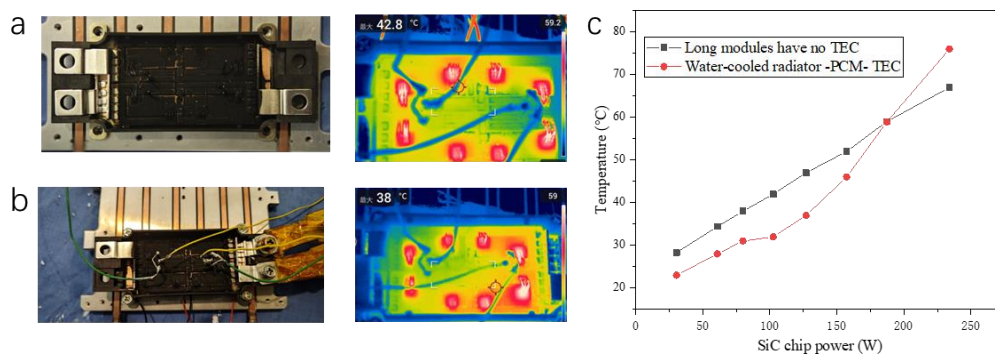 a
最大 42.8 °C
59.2
b
最大 38 °C
59
c
Long modules have no TEC
Water-cooled radiator -PCM- TEC
Temperature (°C)
80
70
60
50
40
30
20
0
50
100
150
200
250
SiC chip power (W)